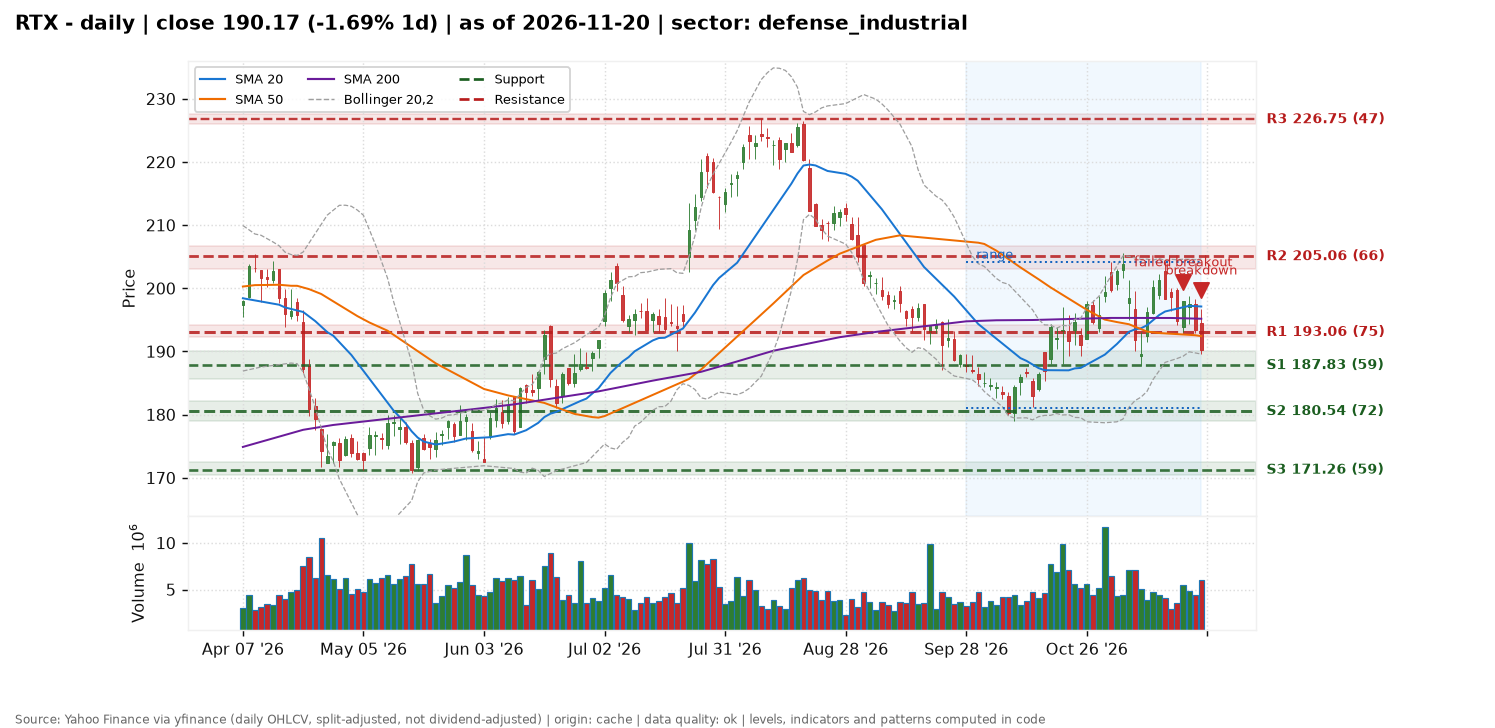 RTX - daily | close 190.17 (-1.69% 1d) | as of 2026-11-20 | sector: defense_industrial
SMA 20
SMA 50
SMA 200
Bollinger 20,2
Support
Resistance
Price
230
220
210
200
190
180
170
R3 226.75 (47)
R2 205.06 (66)
R1 193.06 (75)
S1 187.83 (59)
S2 180.54 (72)
S3 171.26 (59)
range
failed breakout
breakdown
Volume 10⁶
10
5
Apr 07 '26
May 05 '26
Jun 03 '26
Jul 02 '26
Jul 31 '26
Aug 28 '26
Sep 28 '26
Oct 26 '26
Source: Yahoo Finance via yfinance (daily OHLCV, split-adjusted, not dividend-adjusted) | origin: cache | data quality: ok | levels, indicators and patterns computed in code